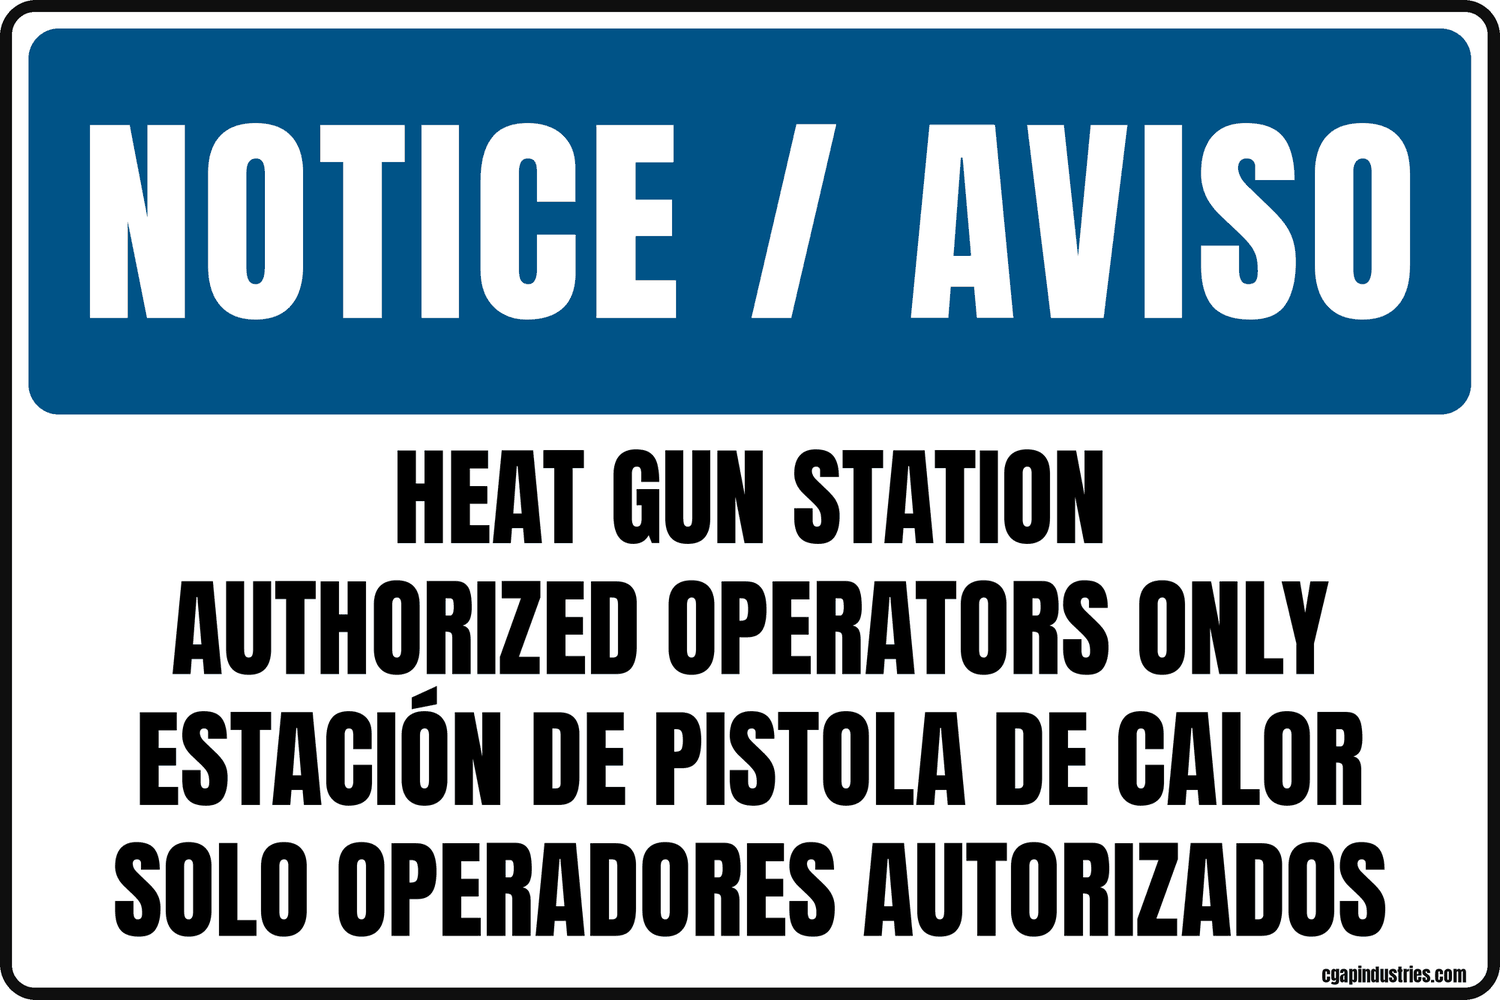 NOTICE / AVISO
HEAT GUN STATION
AUTHORIZED OPERATORS ONLY
ESTACIÓN DE PISTOLA DE CALOR
SOLO OPERADORES AUTORIZADOS
cgapindustries.com